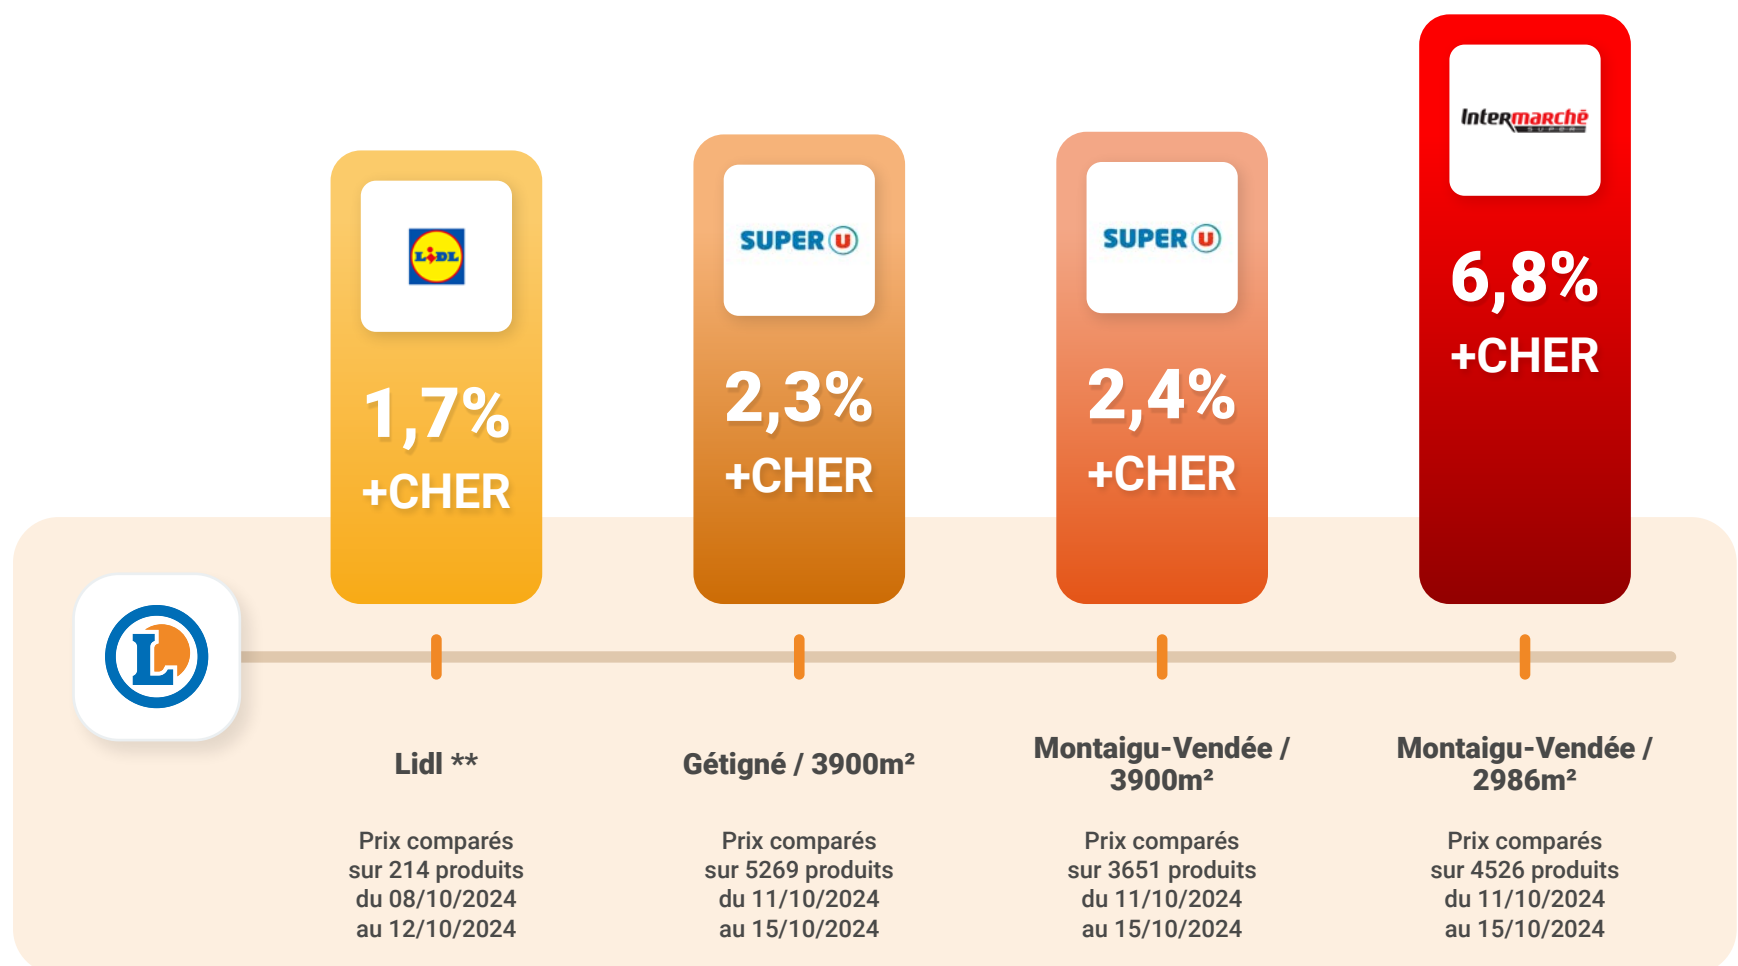 LIDL
1,7%
+CHER
SUPER U
2,3%
+CHER
SUPER U
2,4%
+CHER
Intermarchē
SUPER
6,8%
+CHER
L
Lidl **
Prix comparés
sur 214 produits
du 08/10/2024
au 12/10/2024
Gétigné / 3900m²
Prix comparés
sur 5269 produits
du 11/10/2024
au 15/10/2024
Montaigu-Vendée /
3900m²
Prix comparés
sur 3651 produits
du 11/10/2024
au 15/10/2024
Montaigu-Vendée /
2986m²
Prix comparés
sur 4526 produits
du 11/10/2024
au 15/10/2024